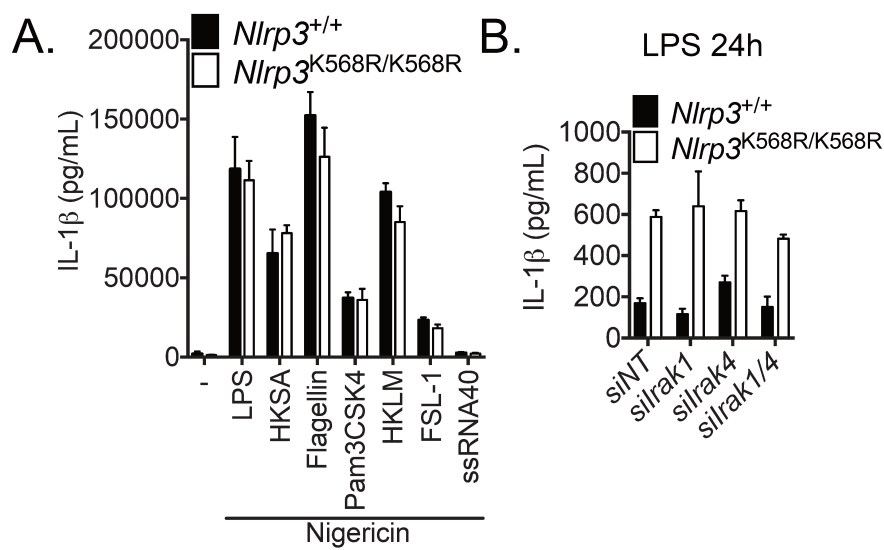 A.
Nlrp3+/+
Nlrp3K568R/K568R
IL-1β (pg/mL)
200000
150000
100000
50000
0
-
LPS
HKSA
Flagellin
Pam3CSK4
HKLM
FSL-1
ssRNA40
Nigericin
B.
LPS 24h
Nlrp3+/+
Nlrp3K568R/K568R
IL-1β (pg/mL)
1000
800
600
400
200
0
siNT
siIrak1
siIrak4
siIrak1/4